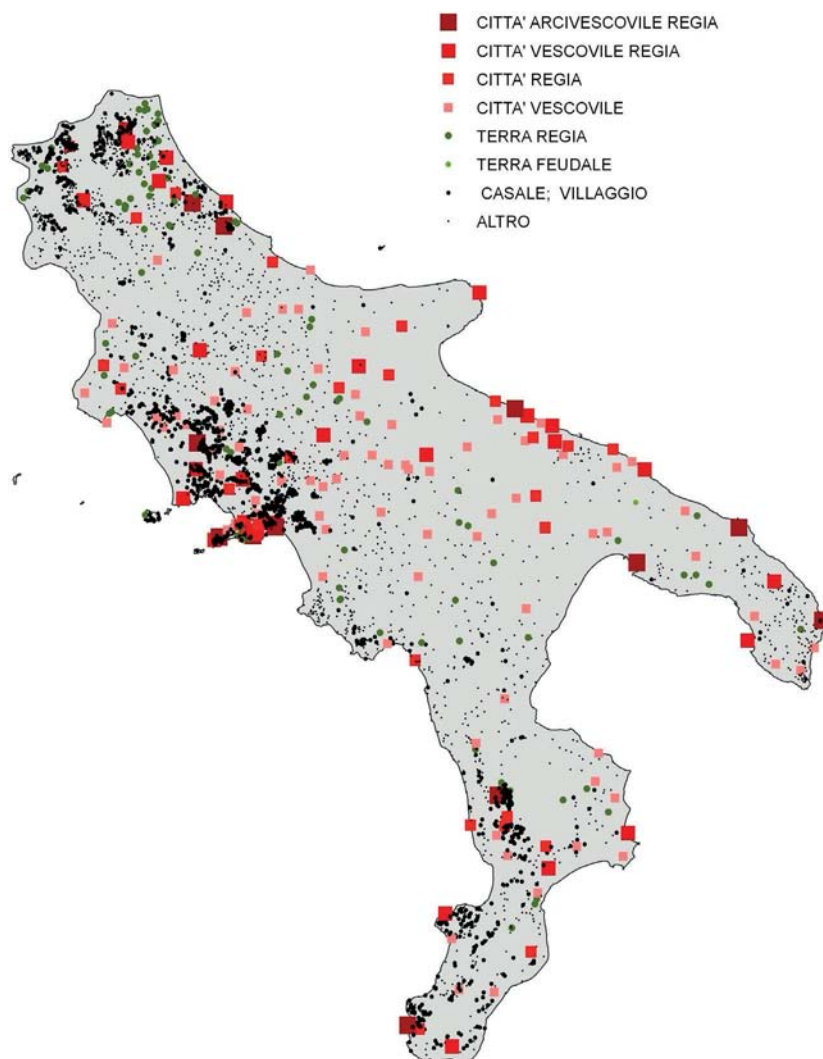 CITTA' ARCIVESCOVILE REGIA
CITTA' VESCOVILE REGIA
CITTA' REGIA
CITTA' VESCOVILE
TERRA REGIA
TERRA FEUDALE
CASALE; VILLAGGIO
ALTRO